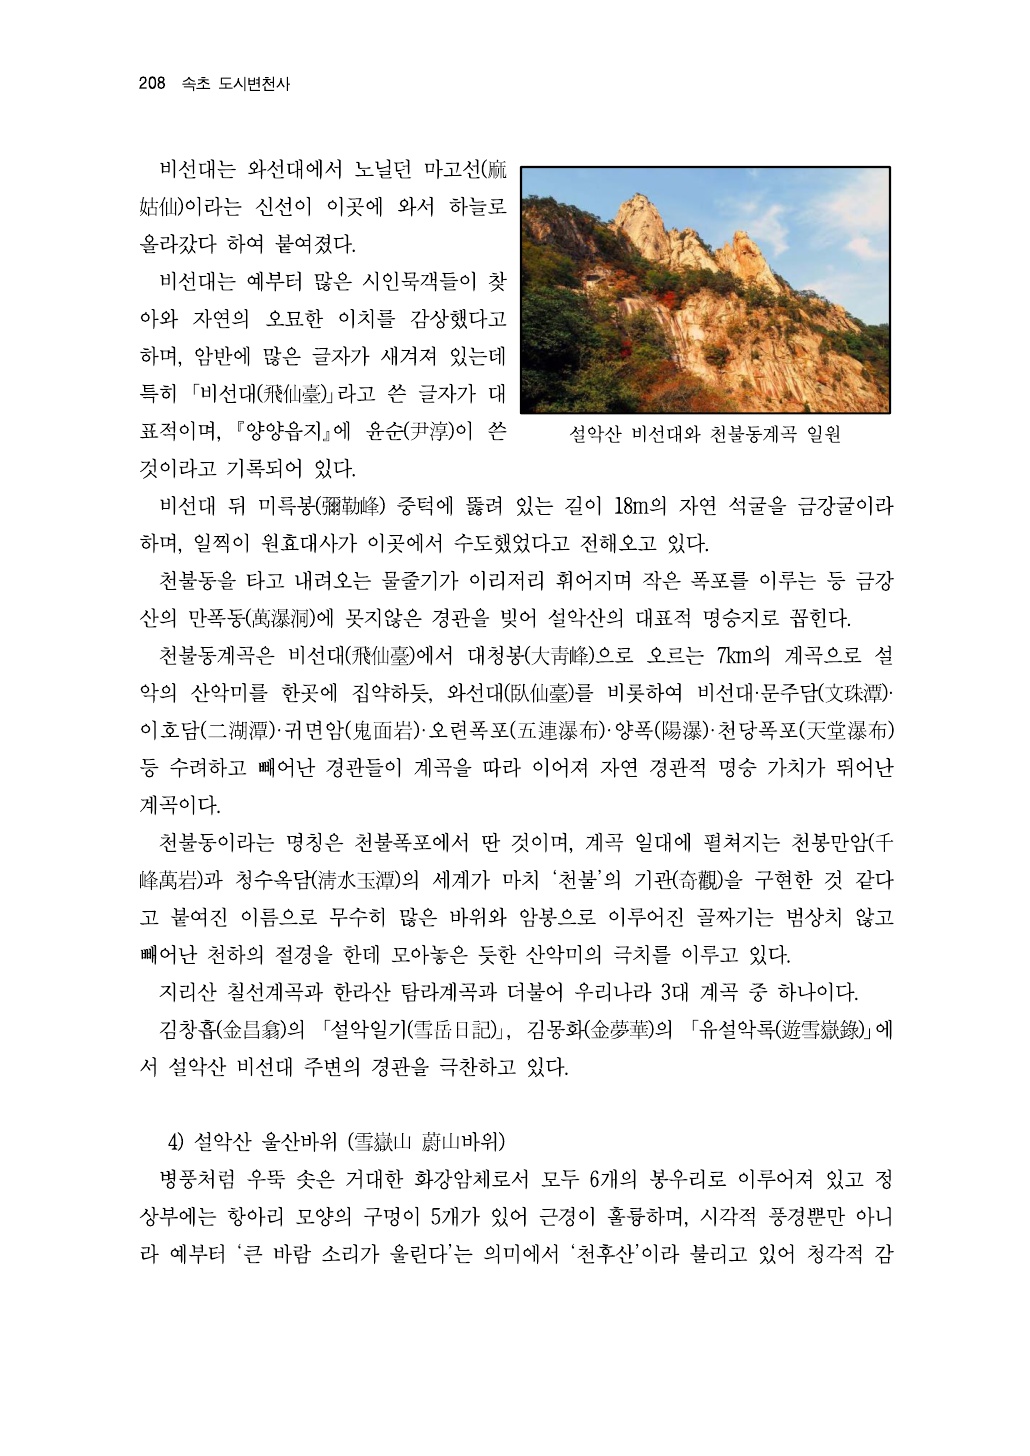 208 속초 도시변천사
비선대는 와선대에서 노닐던 마고선(麻
姑仙)이라는 신선이 이곳에 와서 하늘로
올라갔다 하여 붙여졌다.
비선대는 예부터 많은 시인묵객들이 찾
아와 자연의 오묘한 이치를 감상했다고
하며, 암반에 많은 글자가 새겨져 있는데
특히 「비선대(飛仙臺)」라고 쓴 글자가 대
표적이며, 『양양읍지』에 윤순(尹淳)이 쓴
것이라고 기록되어 있다.
설악산 비선대와 천불동계곡 일원
비선대 뒤 미륵봉(彌勒峰) 중턱에 뚫려 있는 길이 18m의 자연 석굴을 금강굴이라
하며, 일찍이 원효대사가 이곳에서 수도했었다고 전해오고 있다.
천불동을 타고 내려오는 물줄기가 이리저리 휘어지며 작은 폭포를 이루는 등 금강
산의 만폭동(萬瀑洞)에 못지않은 경관을 빚어 설악산의 대표적 명승지로 꼽힌다.
천불동계곡은 비선대(飛仙臺)에서 대청봉(大靑峰)으로 오르는 7km의 계곡으로 설
악의 산악미를 한곳에 집약하듯, 와선대(臥仙臺)를 비롯하여 비선대·문주담(文珠潭)·
이호담(二湖潭)·귀면암(鬼面岩)·오련폭포(五連瀑布)·양폭(陽瀑)·천당폭포(天堂瀑布)
등 수려하고 빼어난 경관들이 계곡을 따라 이어져 자연 경관적 명승 가치가 뛰어난
계곡이다.
천불동이라는 명칭은 천불폭포에서 딴 것이며, 계곡 일대에 펼쳐지는 천봉만암(千
峰萬岩)과 청수옥담(淸水玉潭)의 세계가 마치 ‘천불’의 기관(奇觀)을 구현한 것 같다
고 붙여진 이름으로 무수히 많은 바위와 암봉으로 이루어진 골짜기는 범상치 않고
빼어난 천하의 절경을 한데 모아놓은 듯한 산악미의 극치를 이루고 있다.
지리산 칠선계곡과 한라산 탐라계곡과 더불어 우리나라 3대 계곡 중 하나이다.
김창흡(金昌翕)의 「설악일기(雪岳日記)」, 김몽화(金夢華)의 「유설악록(遊雪嶽錄)」에
서 설악산 비선대 주변의 경관을 극찬하고 있다.
4) 설악산 울산바위 (雪嶽山 蔚山바위)
병풍처럼 우뚝 솟은 거대한 화강암체로서 모두 6개의 봉우리로 이루어져 있고 정
상부에는 항아리 모양의 구멍이 5개가 있어 근경이 훌륭하며, 시각적 풍경뿐만 아니
라 예부터 ‘큰 바람 소리가 울린다’는 의미에서 ‘천후산’이라 불리고 있어 청각적 감